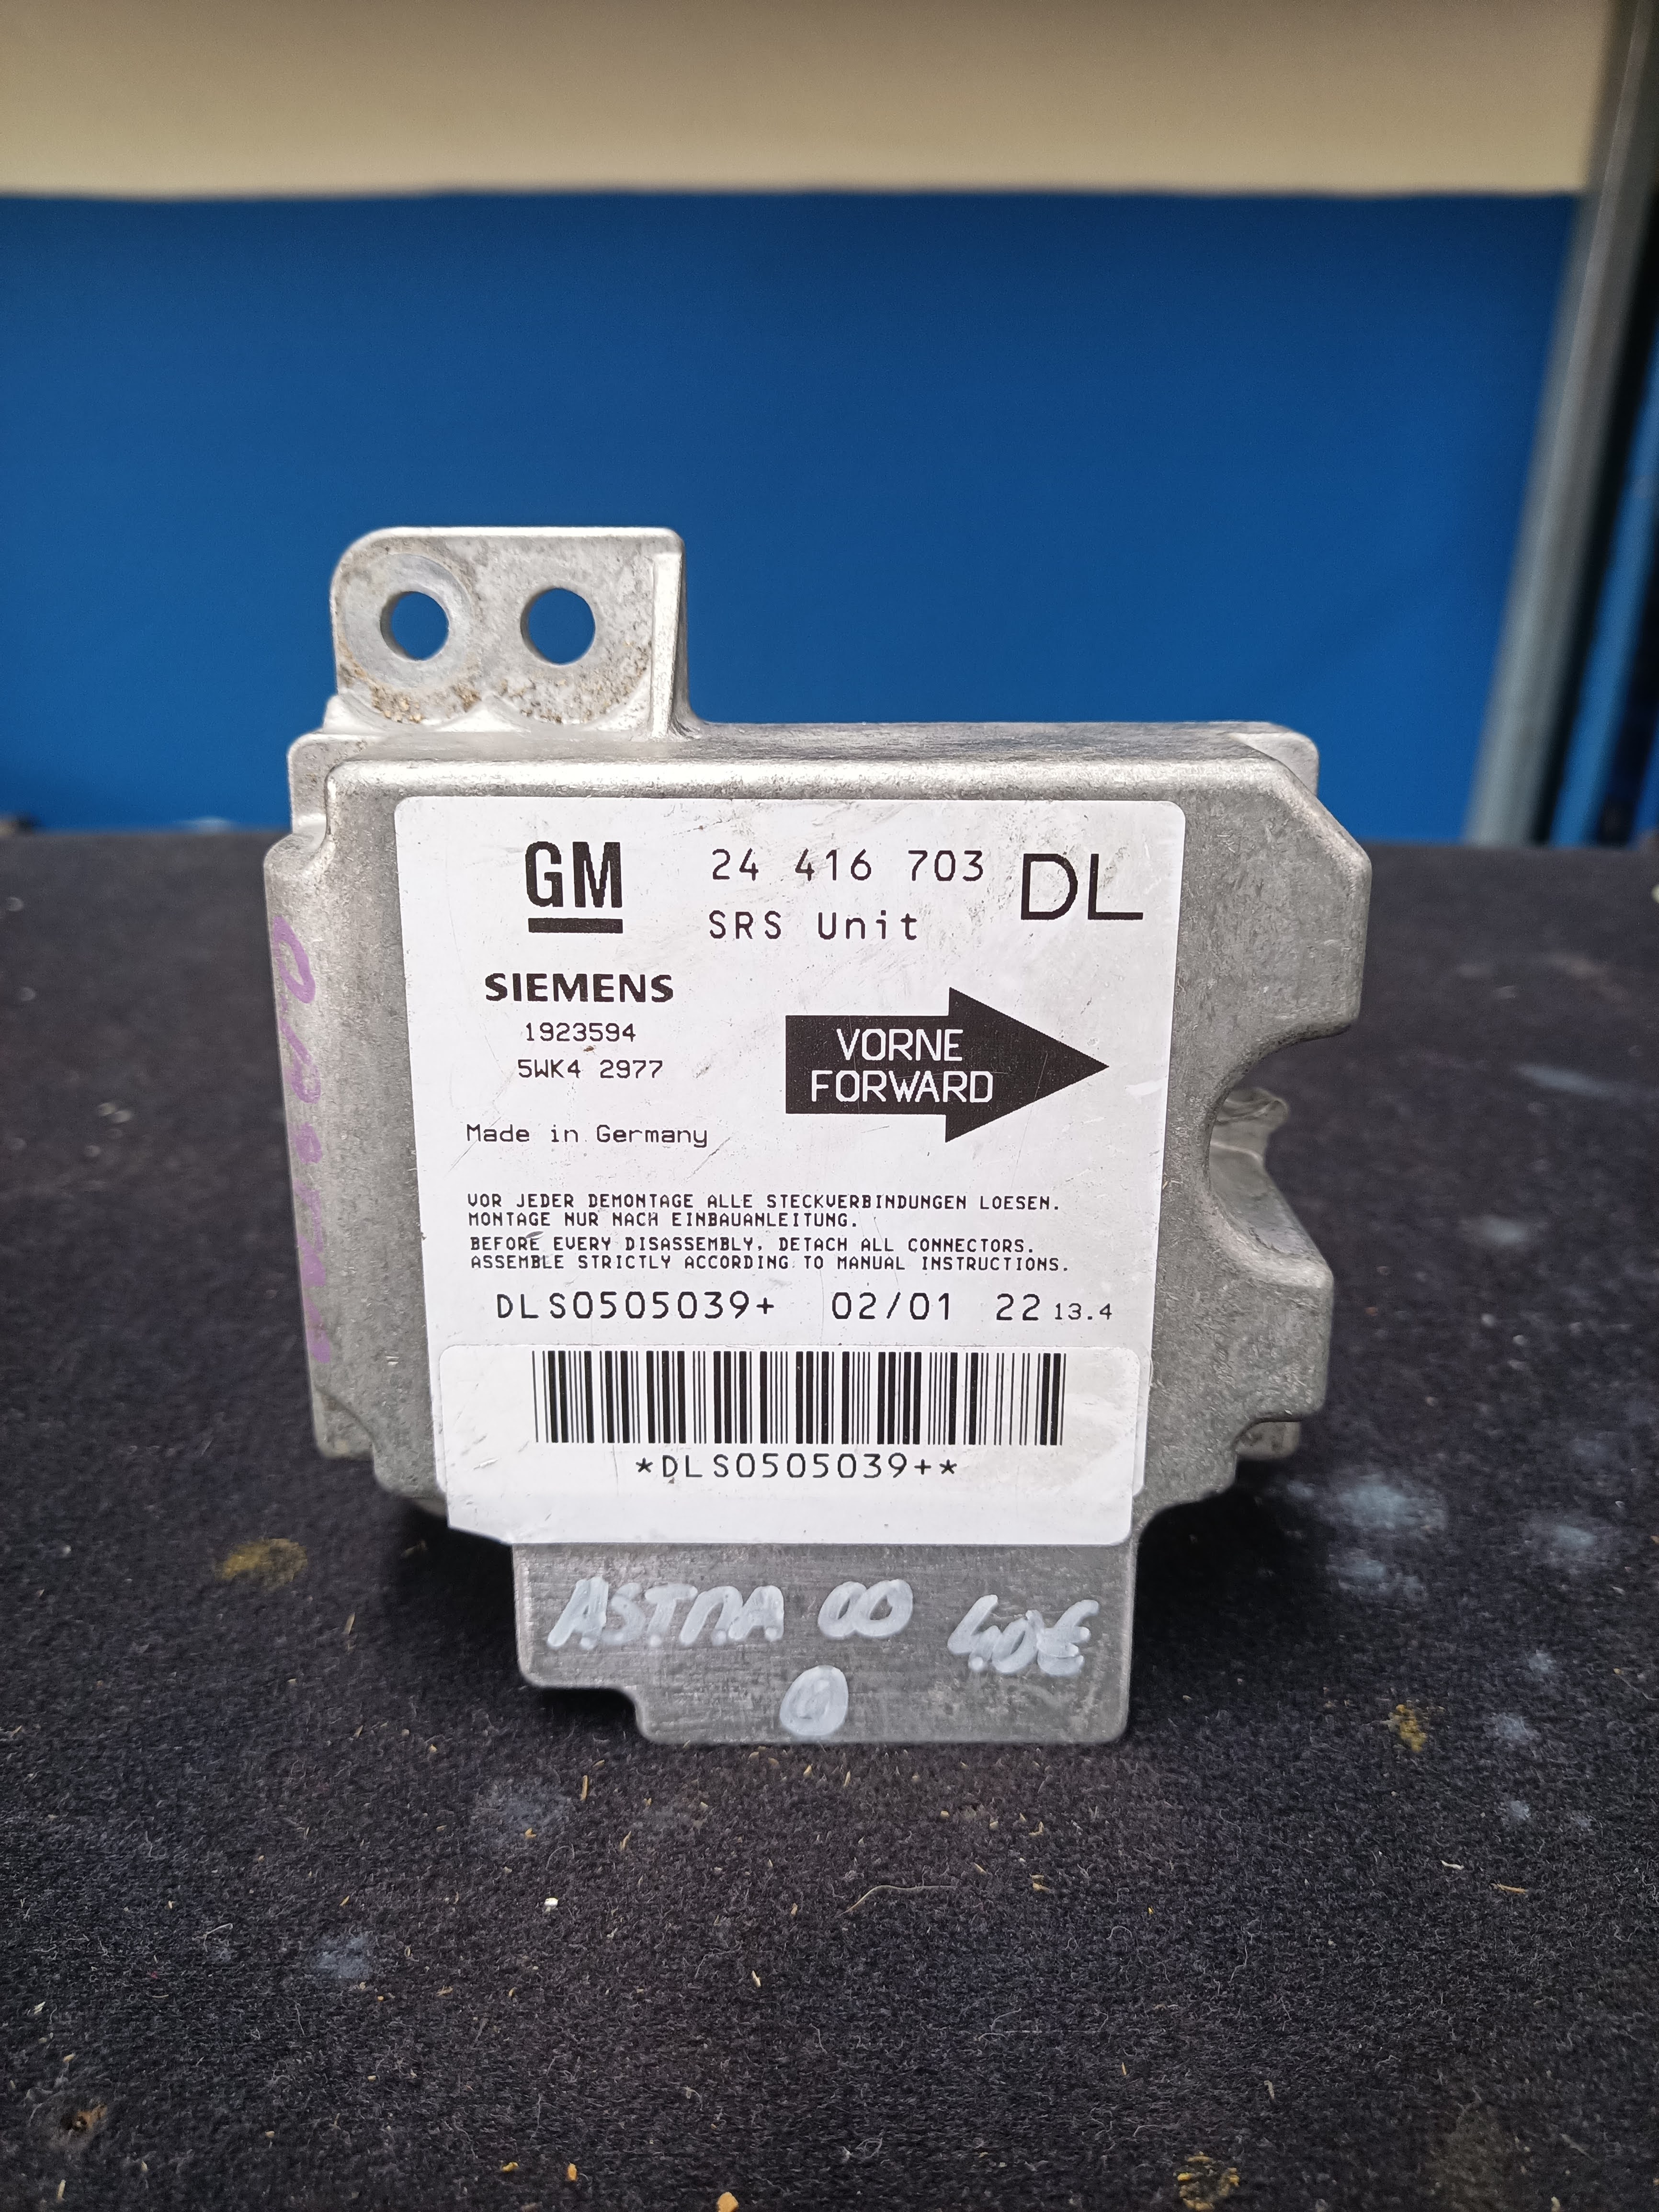 GM 24 416 703 DL
SRS Unit
SIEMENS
1923594
5WK4 2977
VORNE
FORWARD
Made in Germany
VOR JEDER DEMONTAGE ALLE STECKVERBINDUNGEN LOESEN.
MONTAGE NUR NACH EINBAUANLEITUNG.
BEFORE EVERY DISASSEMBLY, DETACH ALL CONNECTORS.
ASSEMBLE STRICTLY ACCORDING TO MANUAL INSTRUCTIONS.
DLS0505039+ 02/01 22 13.4
*DLS0505039+*
ASTRA 00 40€